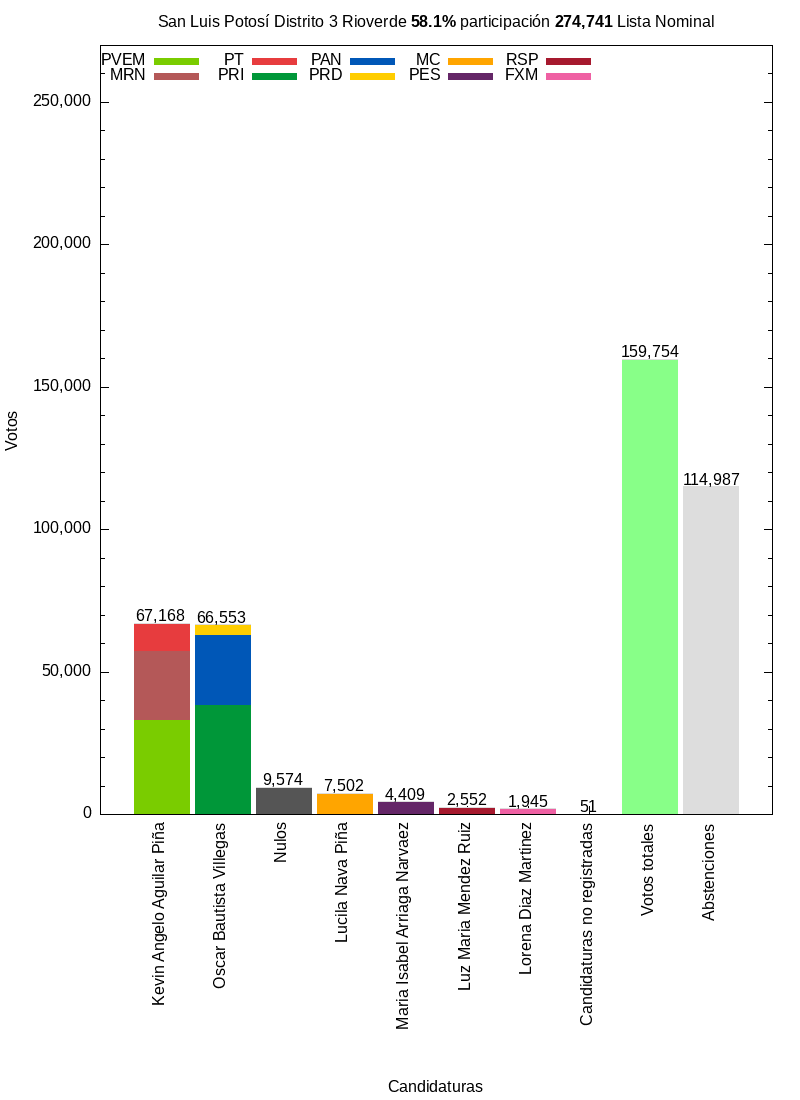 San Luis Potosí Distrito 3 Rioverde 58.1% participación 274,741 Lista Nominal
PVEM PT PAN MC RSP
MRN PRI PRD PES FXM
250,000
200,000
150,000
100,000
50,000
0
Votos
67,168
66,553
9,574
7,502
4,409
2,552
1,945
51
159,754
114,987
Kevin Angelo Aguilar Piña
Oscar Bautista Villegas
Nulos
Lucila Nava Piña
Maria Isabel Arriaga Narvaez
Luz Maria Mendez Ruiz
Lorena Diaz Martinez
Candidaturas no registradas
Votos totales
Abstenciones
Candidaturas